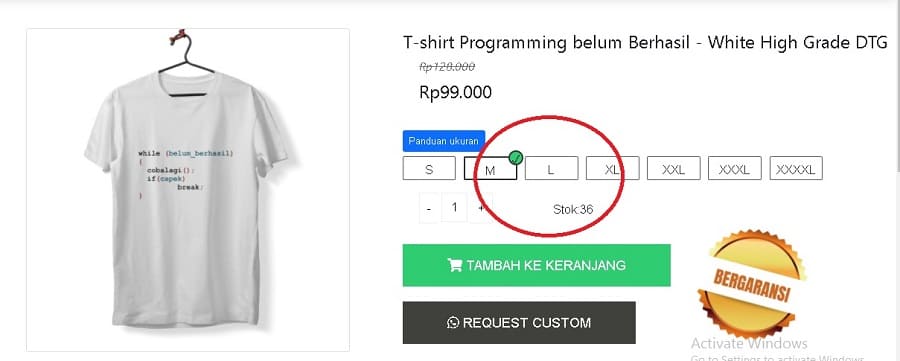 T-shirt Programming belum Berhasil - White High Grade DTG
Rp128.000
Rp99.000
Panduan ukuran
S M L XL XXL XXXL XXXXL
- 1 + Stok:36
TAMBAH KE KERANJANG
REQUEST CUSTOM
while (belum_berhasil)
{
cobalagi();
if(capek)
break;
}
BERGARANSI
Activate Windows
Go to Settings to activate Windows